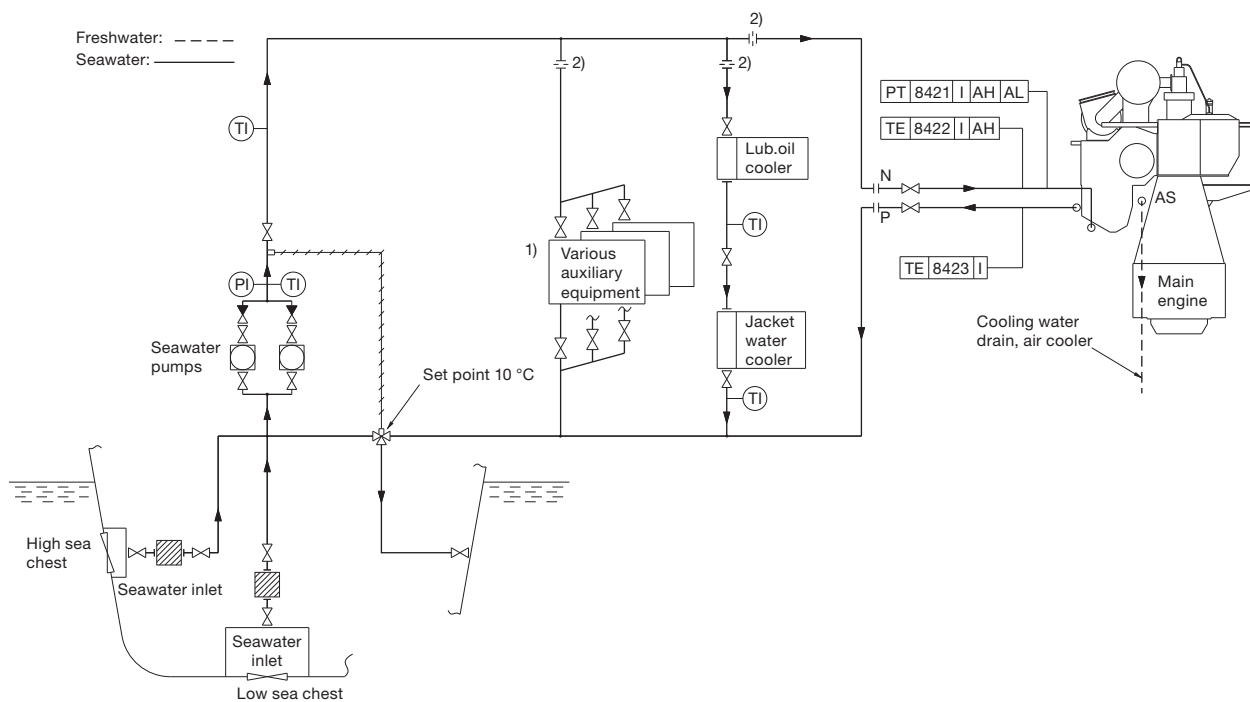 Freshwater:
Seawater:
2)
2)
2)
PT 8421 I AH AL
TE 8422 I AH
TI
Lub.oil
cooler
N
P
AS
TI
1)
Various
auxiliary
equipment
TE 8423 I
Main
engine
PI
TI
Seawater
pumps
Jacket
water
cooler
Cooling water
drain, air cooler
Set point 10 °C
TI
High sea
chest
Seawater inlet
Seawater
inlet
Low sea chest